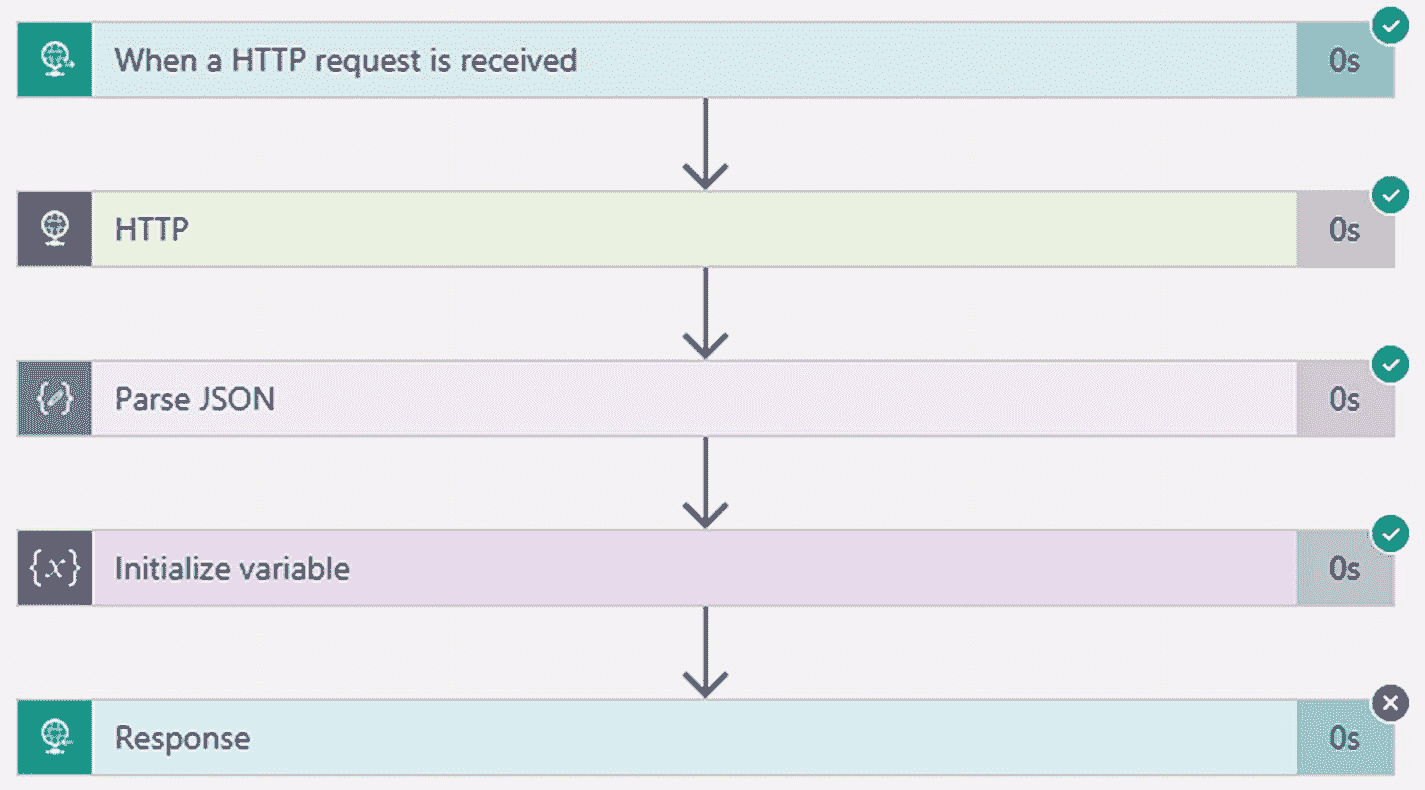 When a HTTP request is received 0s
HTTP 0s
Parse JSON 0s
{x} Initialize variable 0s
Response 0s